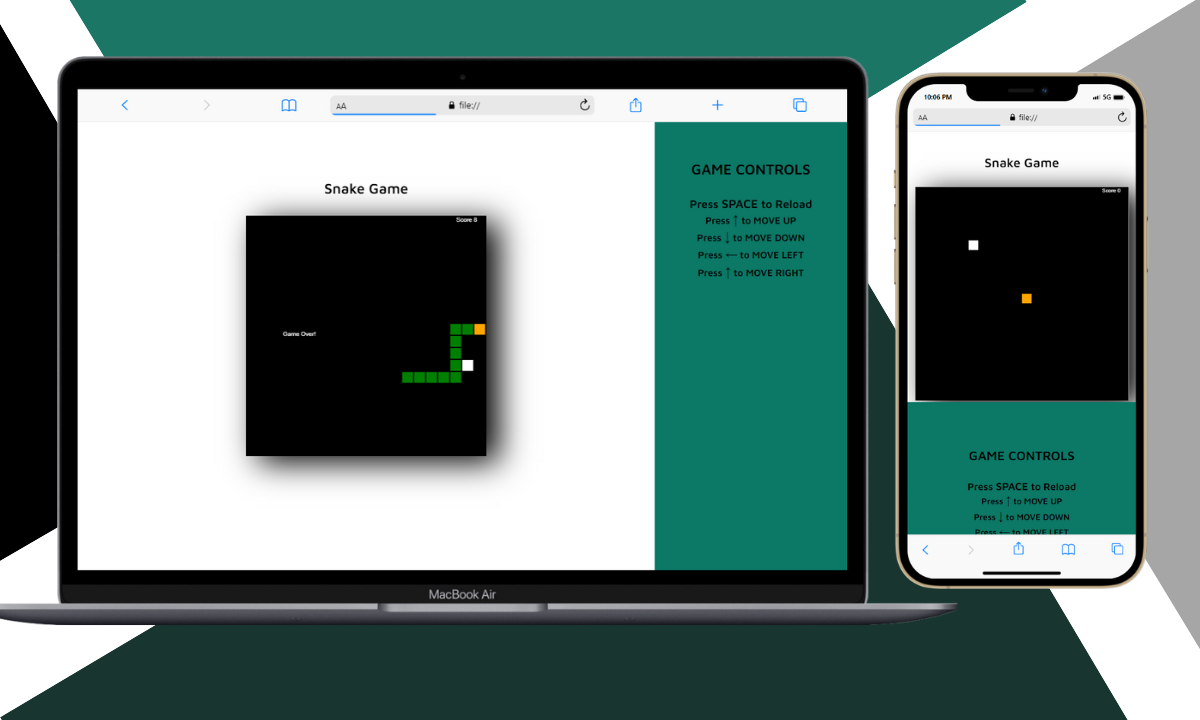 AA
file://
Snake Game
Score 8
Game Over!
GAME CONTROLS
Press SPACE to Reload
Press ↑ to MOVE UP
Press ↓ to MOVE DOWN
Press ← to MOVE LEFT
Press ↑ to MOVE RIGHT
MacBook Air
10:06 PM
5G
AA
file://
Snake Game
Score 0
GAME CONTROLS
Press SPACE to Reload
Press ↑ to MOVE UP
Press ↓ to MOVE DOWN
Press ← to MOVE LEFT